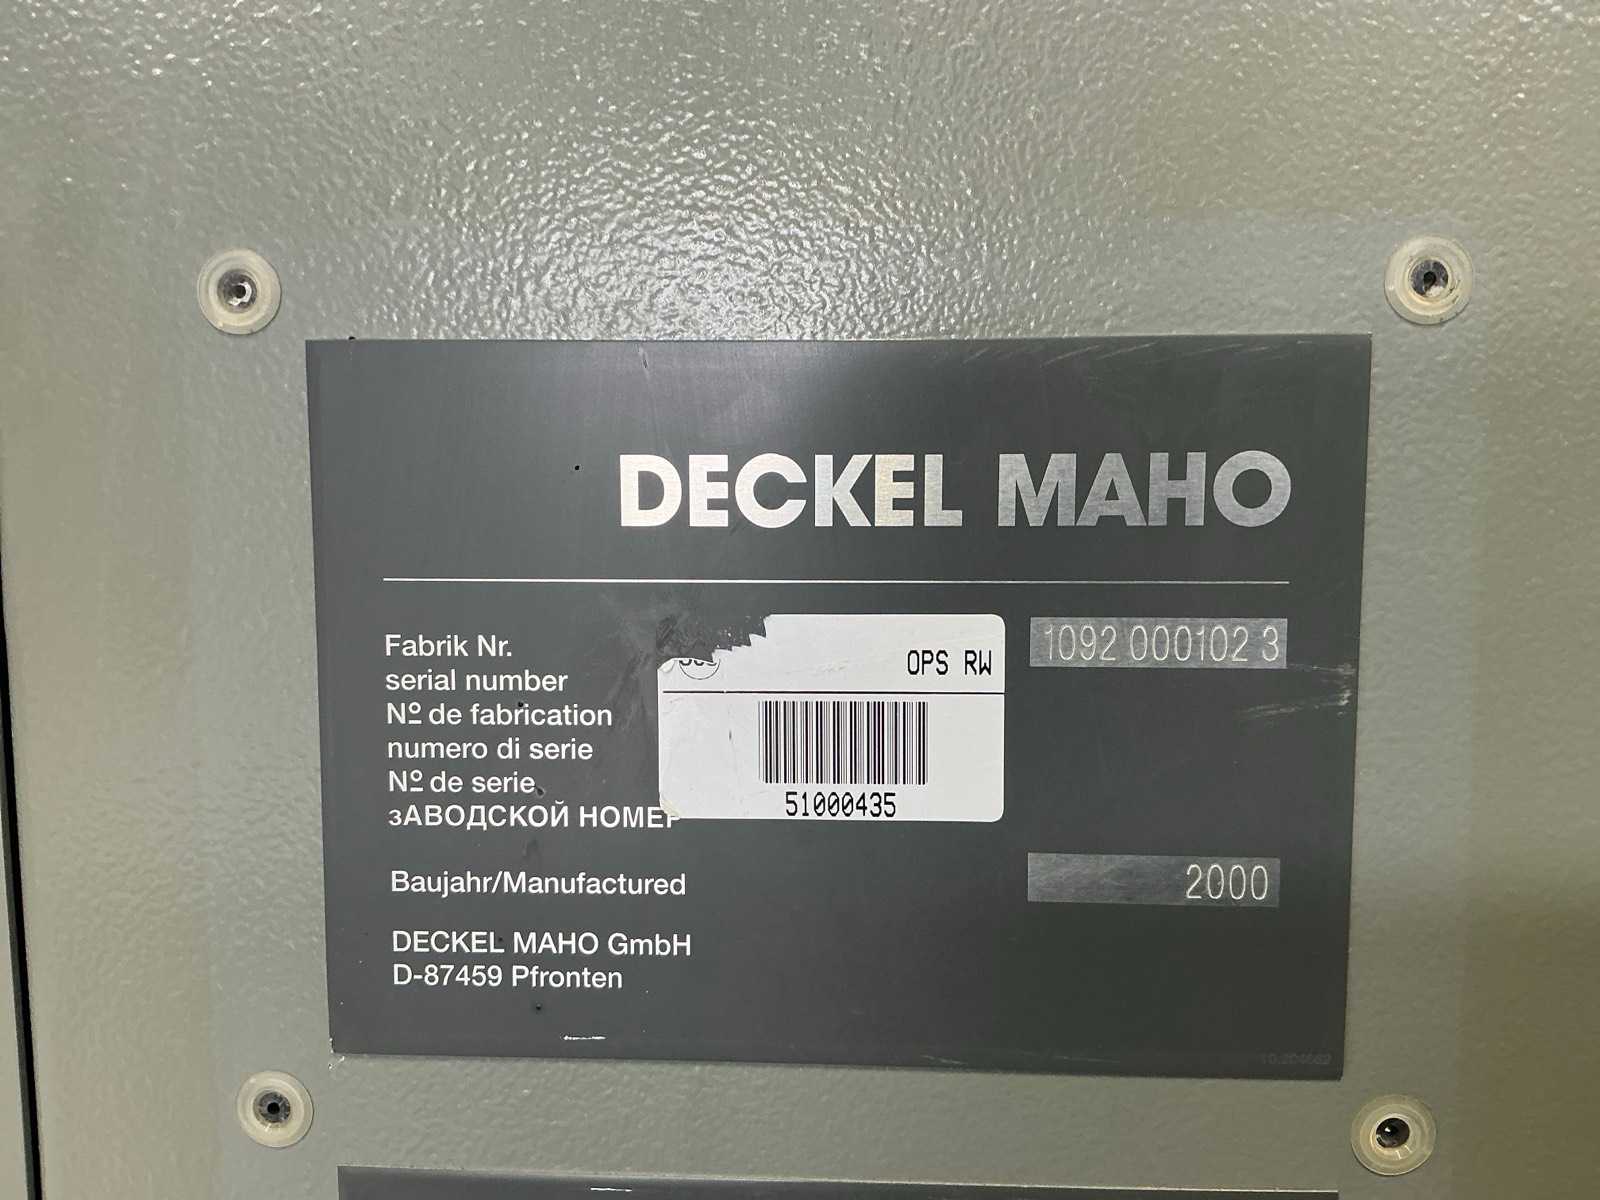 DECKEL MAHO
Fabrik Nr.
serial number
Nº de fabrication
numero di serie
Nº de serie
зАВОДСКОЙ НОМЕР
OPS RW
51000435
1092 000102 3
Baujahr/Manufactured
2000
DECKEL MAHO GmbH
D-87459 Pfronten